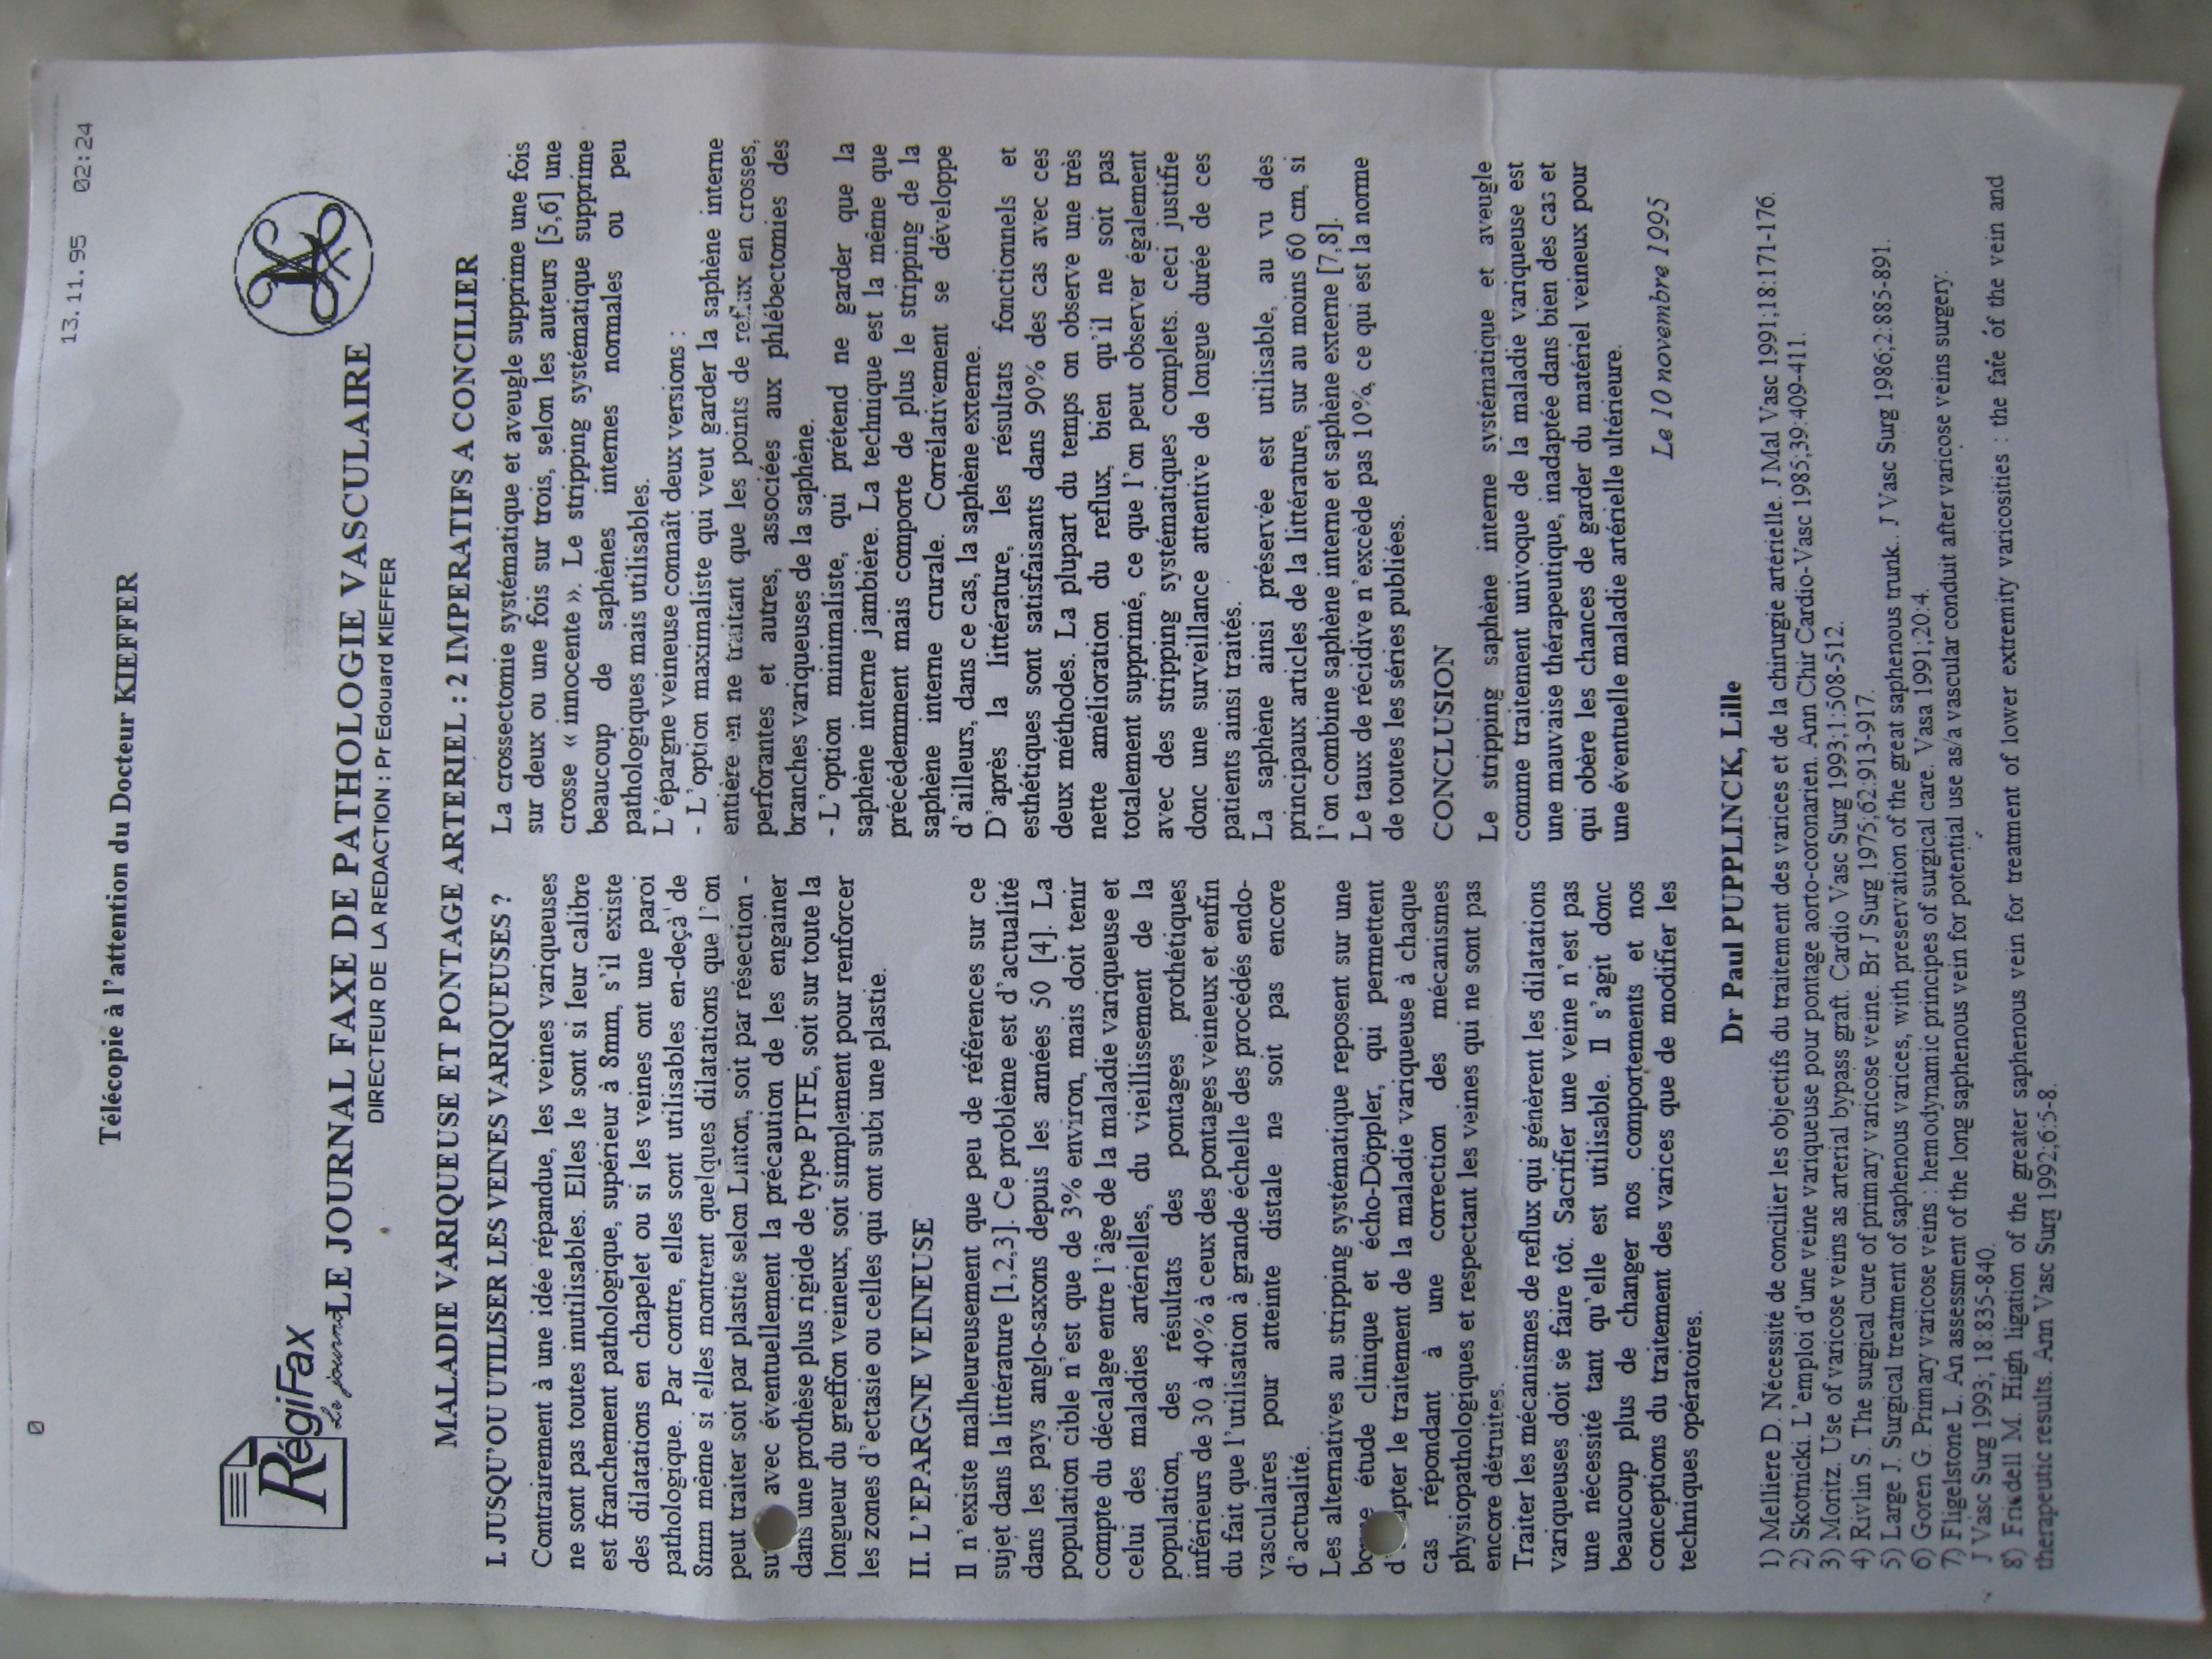 0
13.11.95 02:24
Télécopie à l'attention du Docteur KIEFFER
RégiFax
Le journal
LE JOURNAL FAXE DE PATHOLOGIE VASCULAIRE
DIRECTEUR DE LA REDACTION : Pr Edouard KIEFFER
MALADIE VARIQUEUSE ET PONTAGE ARTERIEL : 2 IMPERATIFS A CONCILIER
I. JUSQU'OU UTILISER LES VEINES VARIQUEUSES ?
Contrairement à une idée répandue, les veines variqueuses
ne sont pas toutes inutilisables. Elles le sont si leur calibre
est franchement pathologique, supérieur à 8mm, s'il existe
des dilatations en chapelet ou si les veines ont une paroi
pathologique. Par contre, elles sont utilisables en-deçà de
8mm même si elles montrent quelques dilatations que l'on
peut traiter soit par plastie selon Linton, soit par résection -
su avec éventuellement la précaution de les engainer
dans une prothèse plus rigide de type PTFE, soit sur toute la
longueur du greffon veineux, soit simplement pour renforcer
les zones d'ectasie ou celles qui ont subi une plastie.
II. L'EPARGNE VEINEUSE
Il n'existe malheureusement que peu de références sur ce
sujet dans la littérature [1,2,3]. Ce problème est d'actualité
dans les pays anglo-saxons depuis les années 50 [4]. La
population cible n'est que de 3% environ, mais doit tenir
compte du décalage entre l'âge de la maladie variqueuse et
celui des maladies artérielles, du vieillissement de la
population, des résultats des pontages prothétiques
inférieurs de 30 à 40% à ceux des pontages veineux et enfin
du fait que l'utilisation à grande échelle des procédés endo-
vasculaires pour atteinte distale ne soit pas encore
d'actualité.
Les alternatives au stripping systématique reposent sur une
bonne étude clinique et écho-Döppler, qui permettent
d'adapter le traitement de la maladie variqueuse à chaque
cas répondant à une correction des mécanismes
physiopathologiques et respectant les veines qui ne sont pas
encore détruites.
Traiter les mécanismes de reflux qui génèrent les dilatations
variqueuses doit se faire tôt. Sacrifier une veine n'est pas
une nécessité tant qu'elle est utilisable. Il s'agit donc
beaucoup plus de changer nos comportements et nos
conceptions du traitement des varices que de modifier les
techniques opératoires.
La crossectomie systématique et aveugle supprime une fois
sur deux ou une fois sur trois, selon les auteurs [5,6] une
crosse « innocente ». Le stripping systématique supprime
beaucoup de saphènes internes normales ou peu
pathologiques mais utilisables.
L'épargne veineuse connaît deux versions :
- L'option maximaliste qui veut garder la saphène interne
entière en ne traitant que les points de reflux en crosses,
perforantes et autres, associées aux phlébectomies des
branches variqueuses de la saphène.
- L'option minimaliste, qui prétend ne garder que la
saphène interne jambière. La technique est la même que
précédemment mais comporte de plus le stripping de la
saphène interne crurale. Corrélativement se développe
d'ailleurs, dans ce cas, la saphène externe.
D'après la littérature, les résultats fonctionnels et
esthétiques sont satisfaisants dans 90% des cas avec ces
deux méthodes. La plupart du temps on observe une très
nette amélioration du reflux, bien qu'il ne soit pas
totalement supprimé, ce que l'on peut observer également
avec des stripping systématiques complets. ceci justifie
donc une surveillance attentive de longue durée de ces
patients ainsi traités.
La saphène ainsi préservée est utilisable, au vu des
principaux articles de la littérature, sur au moins 60 cm, si
l'on combine saphène interne et saphène externe [7,8].
Le taux de récidive n'excède pas 10%, ce qui est la norme
de toutes les séries publiées.
CONCLUSION
Le stripping saphène interne systématique et aveugle
comme traitement univoque de la maladie variqueuse est
une mauvaise thérapeutique, inadaptée dans bien des cas et
qui obère les chances de garder du matériel veineux pour
une éventuelle maladie artérielle ultérieure.
Le 10 novembre 1995
Dr Paul PUPPLINCK, Lille
1) Melliere D. Nécessité de concilier les objectifs du traitement des varices et de la chirurgie artérielle. J Mal Vasc 1991;18:171-176.
2) Skotnicki. L'emploi d'une veine variqueuse pour pontage aorto-coronarien. Ann Chir Cardio-Vasc 1985;39:409-411.
3) Moritz. Use of varicose veins as arterial bypass graft. Cardio Vasc Surg 1993;1:508-512.
4) Rivlin S. The surgical cure of primary varicose veine. Br J Surg 1975;62:913-917.
5) Large J. Surgical treatment of saphenous varices, with preservation of the great saphenous trunk.. J Vasc Surg 1986;2:885-891.
6) Goren G. Primary varicose veins : hemodynamic principes of surgical care. Vasa 1991;20:4.
7) Fligelstone L. An assessment of the long saphenous vein for potential use as/a vascular conduit after varicose veins surgery.
J Vasc Surg 1993; 18:835-840.
8) Friedell M. High ligation of the greater saphenous vein for treatment of lower extremity varicosities : the fate of the vein and
therapeutic results. Ann Vasc Surg 1992;6:5-8.